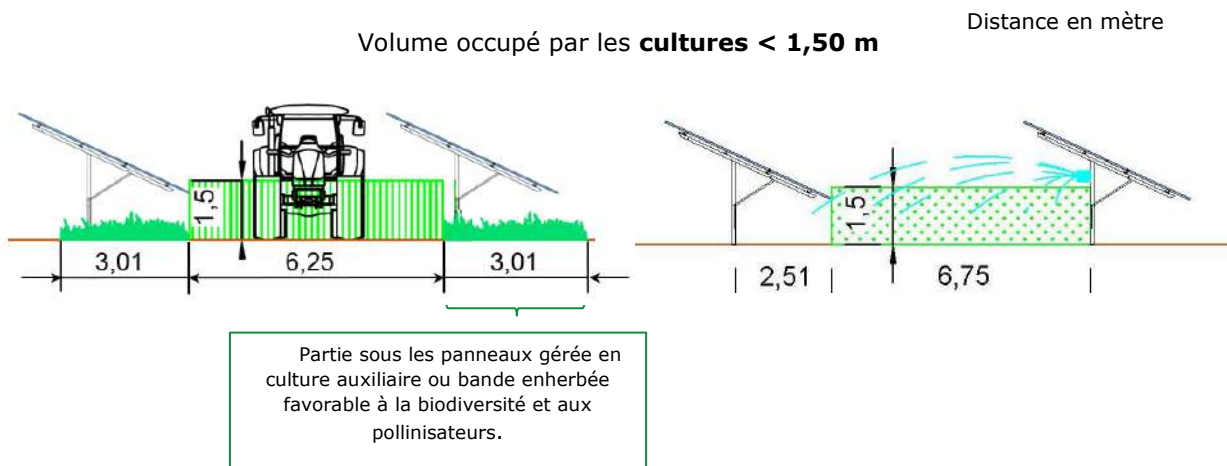 Distance en mètre
Volume occupé par les cultures < 1,50 m
1,5
3,01
6,25
3,01
1,5
2,51
6,75
Partie sous les panneaux gérée en
culture auxiliaire ou bande enherbée
favorable à la biodiversité et aux
pollinisateurs.